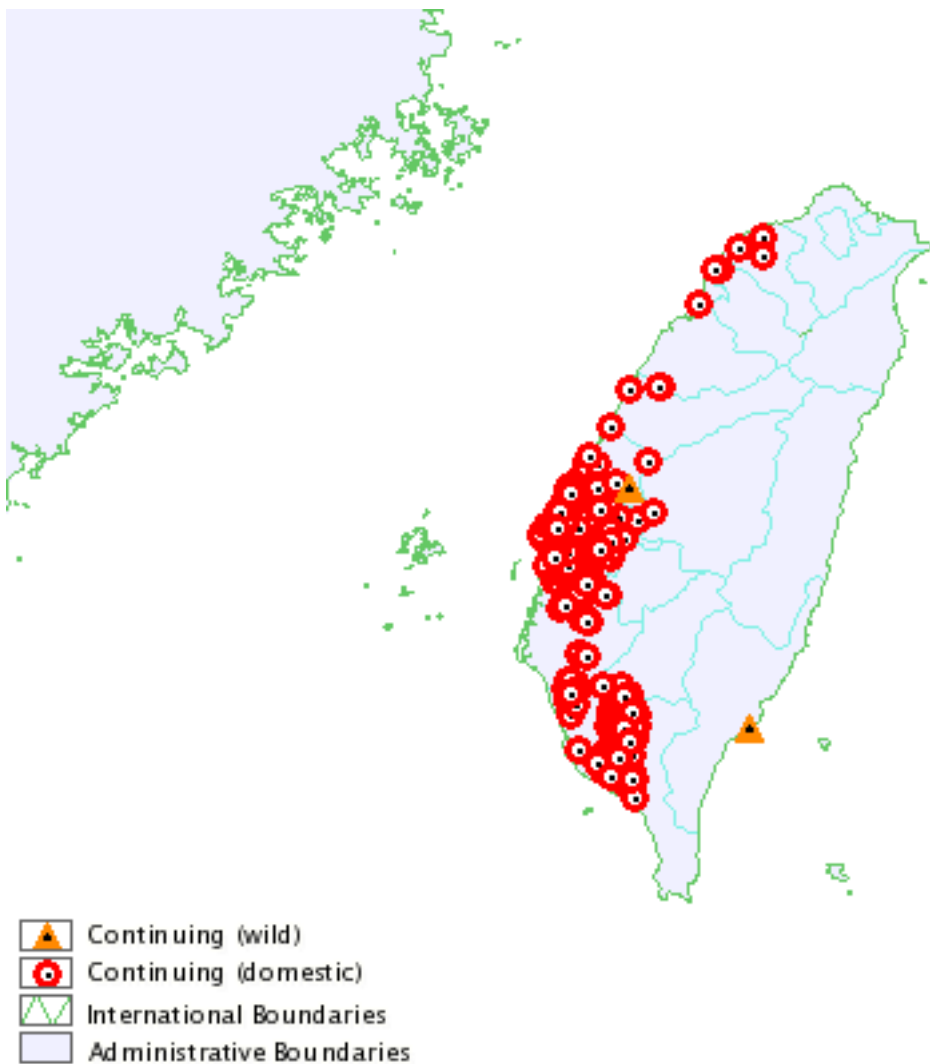 Continuing (wild)
Continuing (domestic)
International Boundaries
Administrative Boundaries